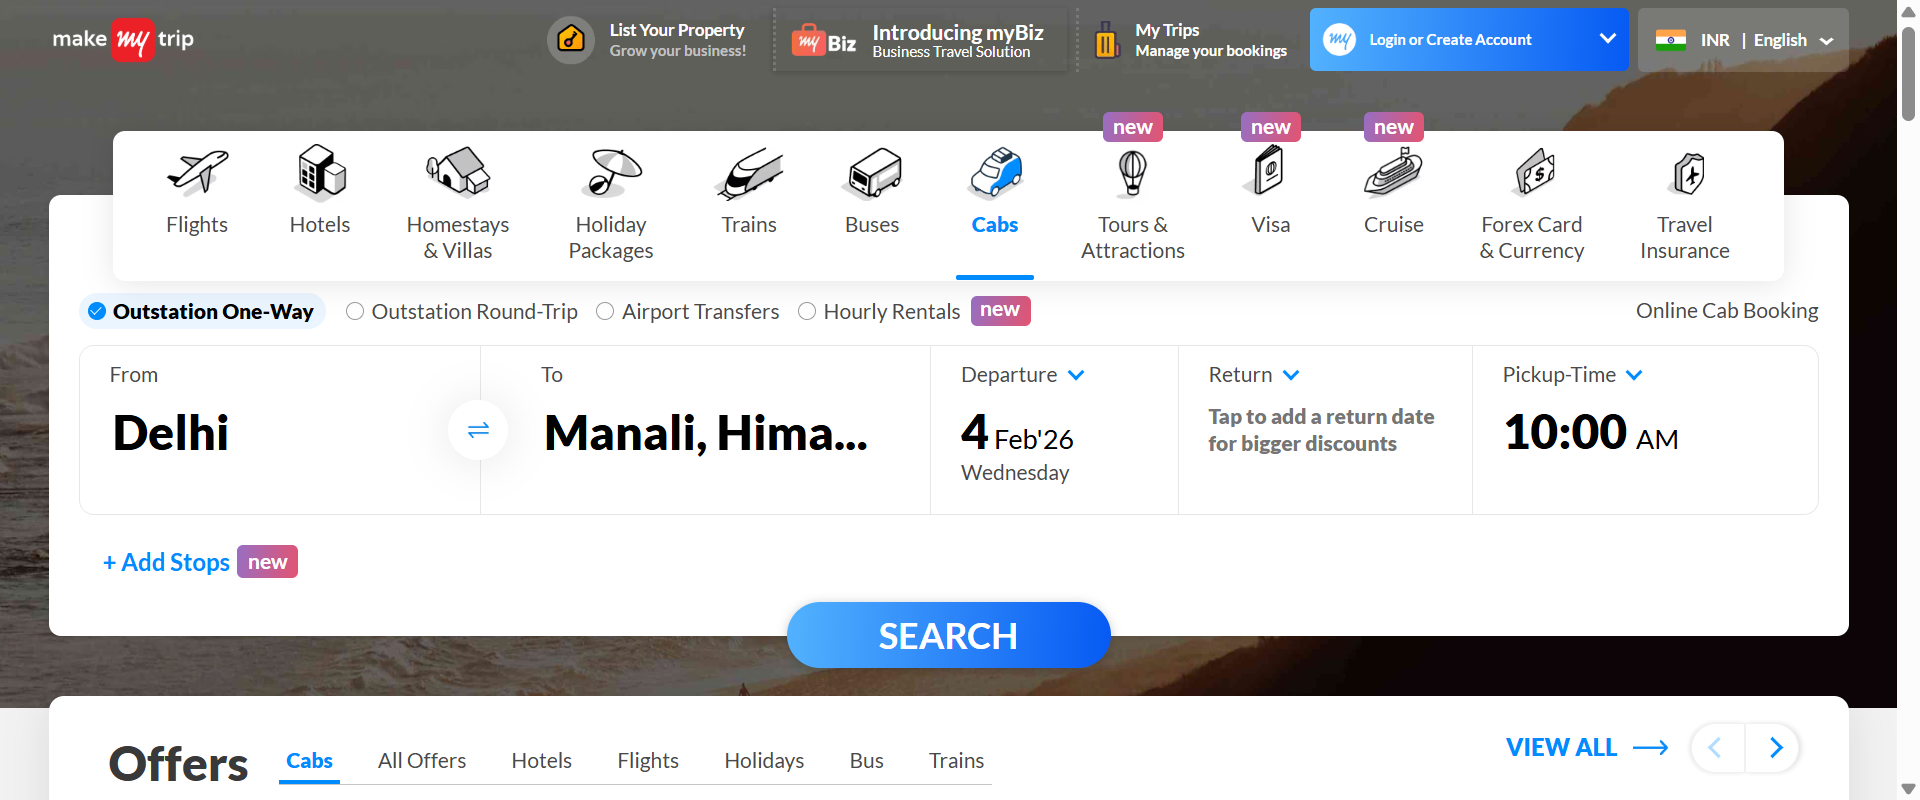 make my trip
List Your Property
Grow your business!
my Biz
Introducing myBiz
Business Travel Solution
My Trips
Manage your bookings
my
Login or Create Account
INR | English
new
new
new
Flights
Hotels
Homestays
& Villas
Holiday
Packages
Trains
Buses
Cabs
Tours &
Attractions
Visa
Cruise
Forex Card
& Currency
Travel
Insurance
Outstation One-Way
Outstation Round-Trip
Airport Transfers
Hourly Rentals
new
Online Cab Booking
From
Delhi
To
Manali, Hima...
Departure
4 Feb'26
Wednesday
Return
Tap to add a return date
for bigger discounts
Pickup-Time
10:00 AM
+ Add Stops
new
SEARCH
Offers
Cabs
All Offers
Hotels
Flights
Holidays
Bus
Trains
VIEW ALL